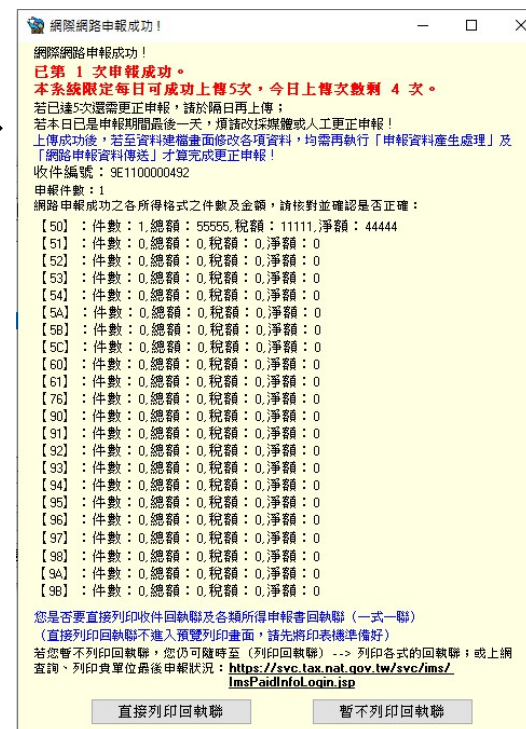 網際網路申報成功!
網際網路申報成功!
已第 1 次申報成功。
本系統限定每日可成功上傳5次,今日上傳次數剩 4 次。
若已達5次還需更正申報,請於隔日再上傳;
若本日已是申報期間最後一天,煩請改採媒體或人工更正申報!
上傳成功後,若至資料建檔畫面修改各項資料,均需再執行「申報資料產生處理」及
「網路申報資料傳送」才算完成更正申報!
收件編號:9E1100000492
申報件數:1
網路申報成功之各所得格式之件數及金額,請核對並確認是否正確:
【50】:件數:1,總額:55555,稅額:11111,淨額:44444
【51】:件數:0,總額:0,稅額:0,淨額:0
【52】:件數:0,總額:0,稅額:0,淨額:0
【53】:件數:0,總額:0,稅額:0,淨額:0
【54】:件數:0,總額:0,稅額:0,淨額:0
【5A】:件數:0,總額:0,稅額:0,淨額:0
【5B】:件數:0,總額:0,稅額:0,淨額:0
【5C】:件數:0,總額:0,稅額:0,淨額:0
【60】:件數:0,總額:0,稅額:0,淨額:0
【61】:件數:0,總額:0,稅額:0,淨額:0
【76】:件數:0,總額:0,稅額:0,淨額:0
【90】:件數:0,總額:0,稅額:0,淨額:0
【91】:件數:0,總額:0,稅額:0,淨額:0
【92】:件數:0,總額:0,稅額:0,淨額:0
【93】:件數:0,總額:0,稅額:0,淨額:0
【94】:件數:0,總額:0,稅額:0,淨額:0
【95】:件數:0,總額:0,稅額:0,淨額:0
【96】:件數:0,總額:0,稅額:0,淨額:0
【97】:件數:0,總額:0,稅額:0,淨額:0
【98】:件數:0,總額:0,稅額:0,淨額:0
【9A】:件數:0,總額:0,稅額:0,淨額:0
【9B】:件數:0,總額:0,稅額:0,淨額:0
您是否要直接列印收件回執聯及各類所得申報書回執聯(一式一聯)
(直接列印回執聯不進入預覽列印畫面,請先將印表機準備好)
若您暫不列印回執聯,您仍可隨時至 (列印回執聯) --> 列印各式的回執聯;或上網
查詢、列印貴單位最後申報狀況:https://svc.tax.nat.gov.tw/svc/ims/
ImsPaidInfoLogin.jsp
直接列印回執聯 暫不列印回執聯